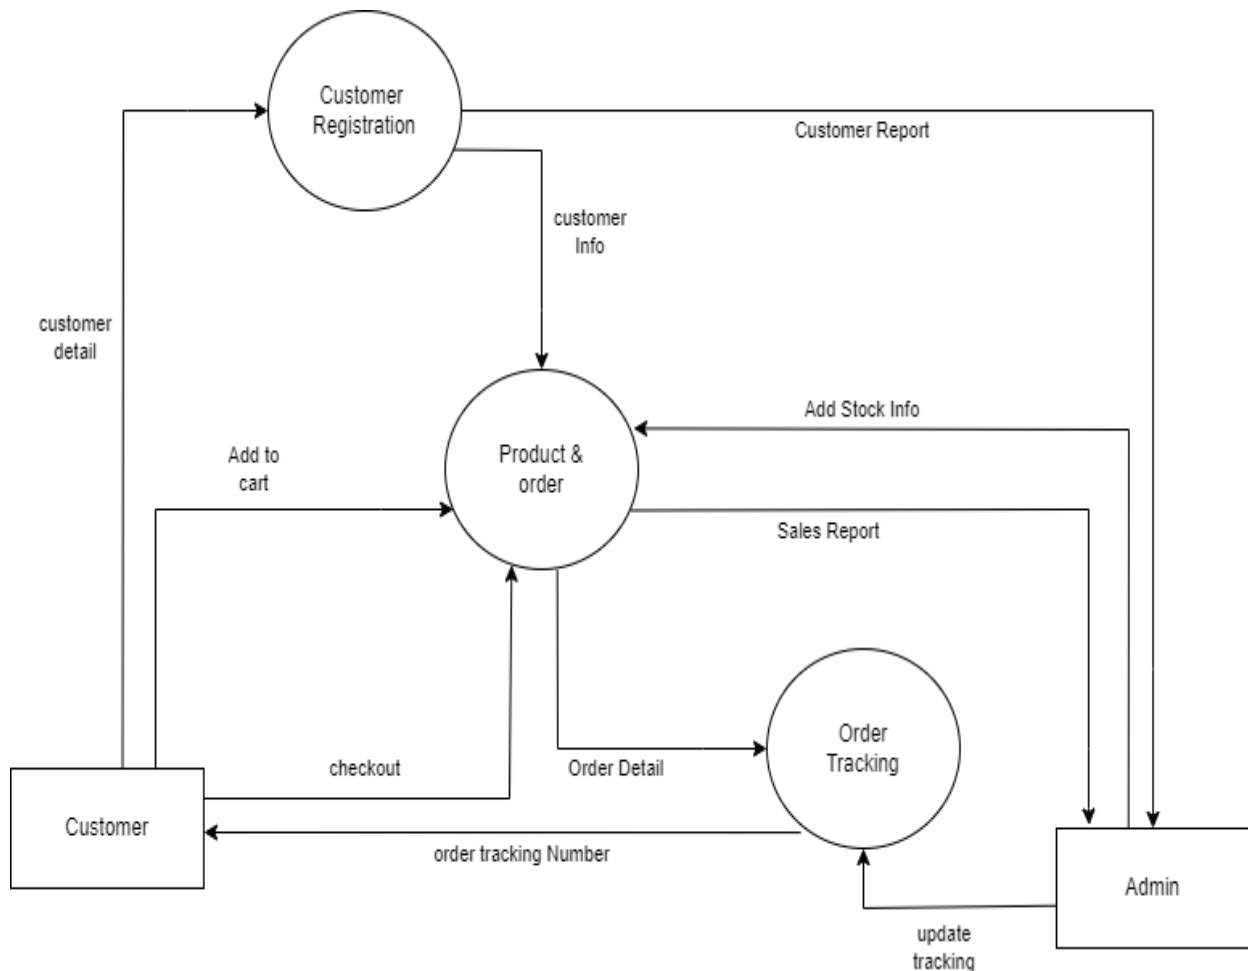 Customer
Registration
Customer Report
customer
Info
customer
detail
Add Stock Info
Add to
cart
Product &
order
Sales Report
Order
Tracking
checkout
Order Detail
Customer
order tracking Number
Admin
update
tracking